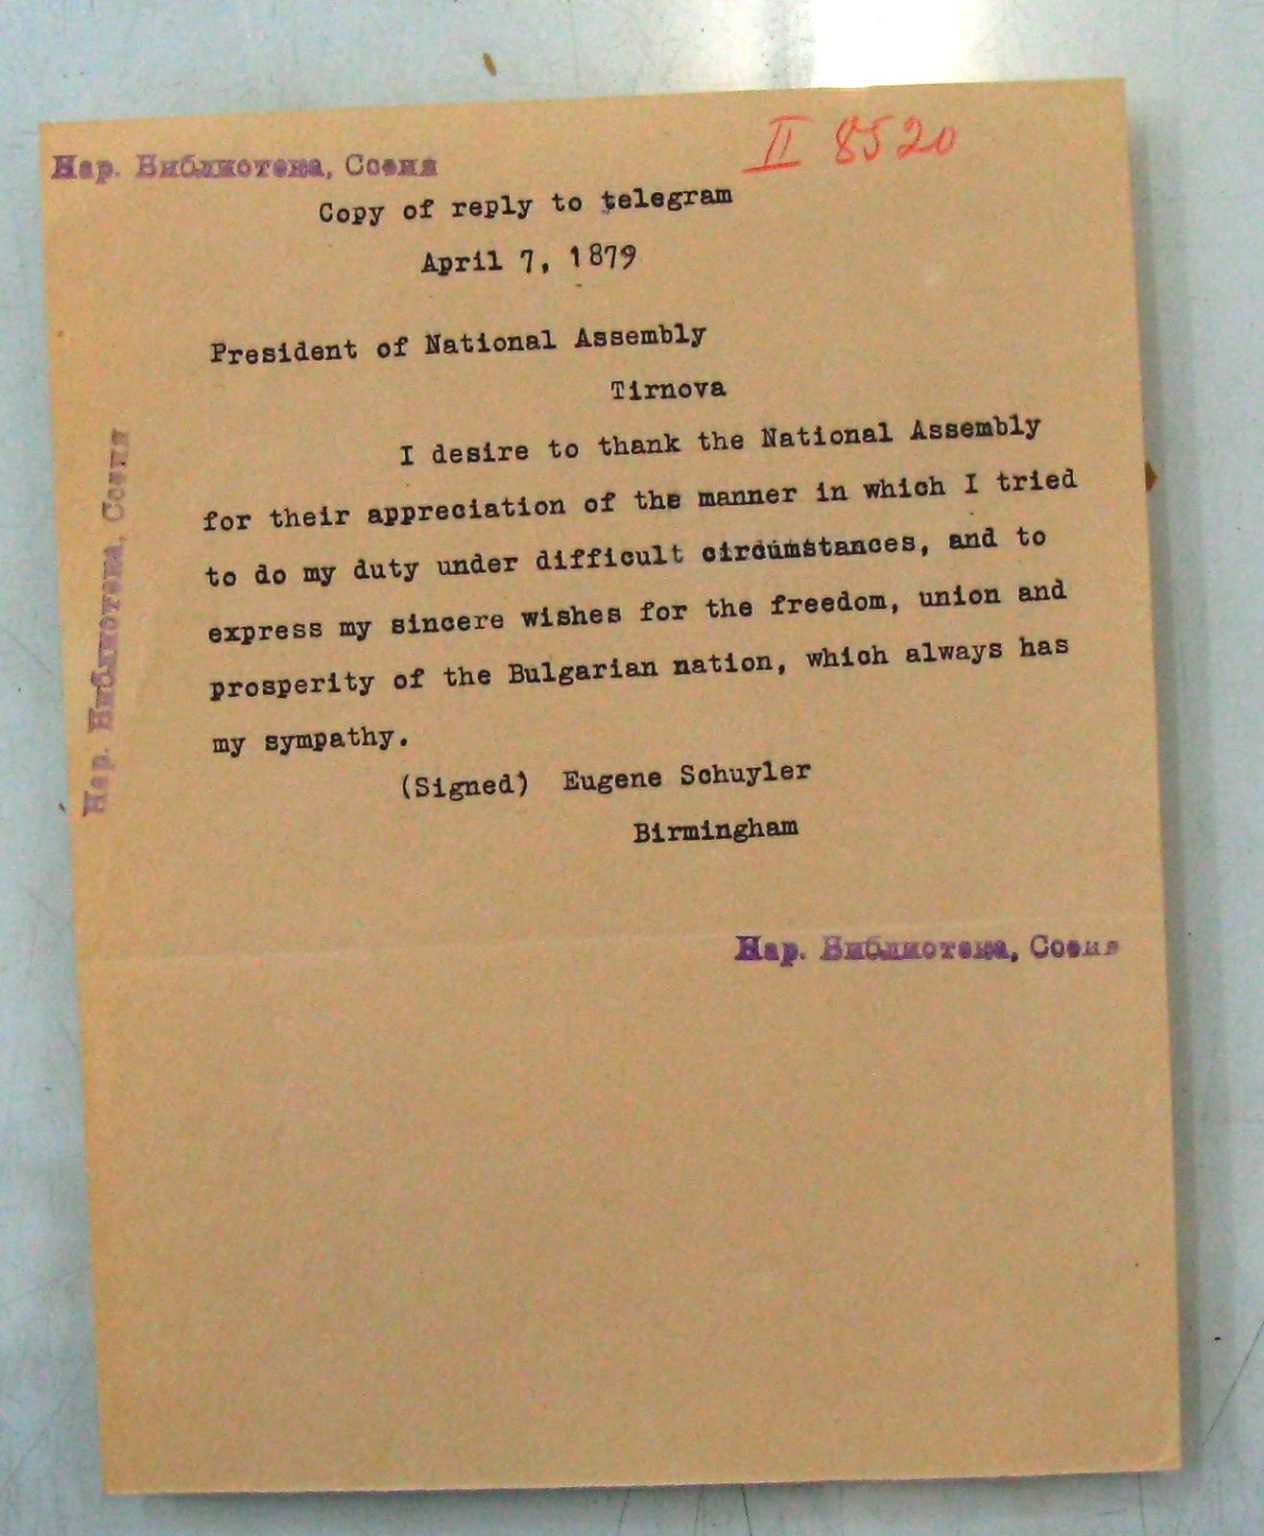 Нар. Библиотека, София
II 8520
Copy of reply to telegram
April 7, 1879
President of National Assembly
Tirnova
I desire to thank the National Assembly
for their appreciation of the manner in which I tried
to do my duty under difficult circumstances, and to
express my sincere wishes for the freedom, union and
prosperity of the Bulgarian nation, which always has
my sympathy.
(Signed) Eugene Schuyler
Birmingham
Нар. Библиотека, София
Нар. Библиотека, София